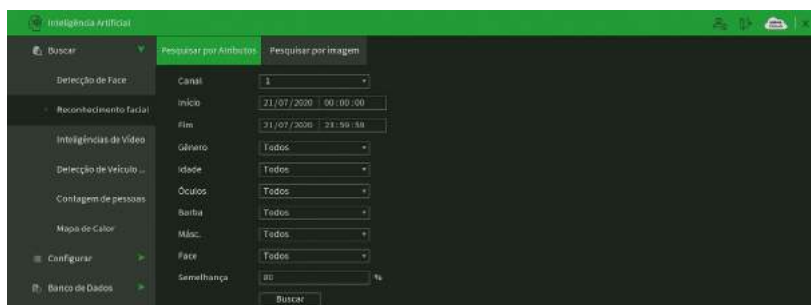 Inteligência Artificial
Buscar
Detecção de Face
Reconhecimento facial
Inteligências de Vídeo
Detecção de Veículo ...
Contagem de pessoas
Mapa de Calor
Configurar
Banco de Dados
Pesquisar por Atributos
Pesquisar por imagem
Canal 1
Início 21/07/2020 00:00:00
Fim 21/07/2020 23:59:59
Gênero Todos
Idade Todos
Óculos Todos
Barba Todos
Másc. Todos
Face Todos
Semelhança 80 %
Buscar